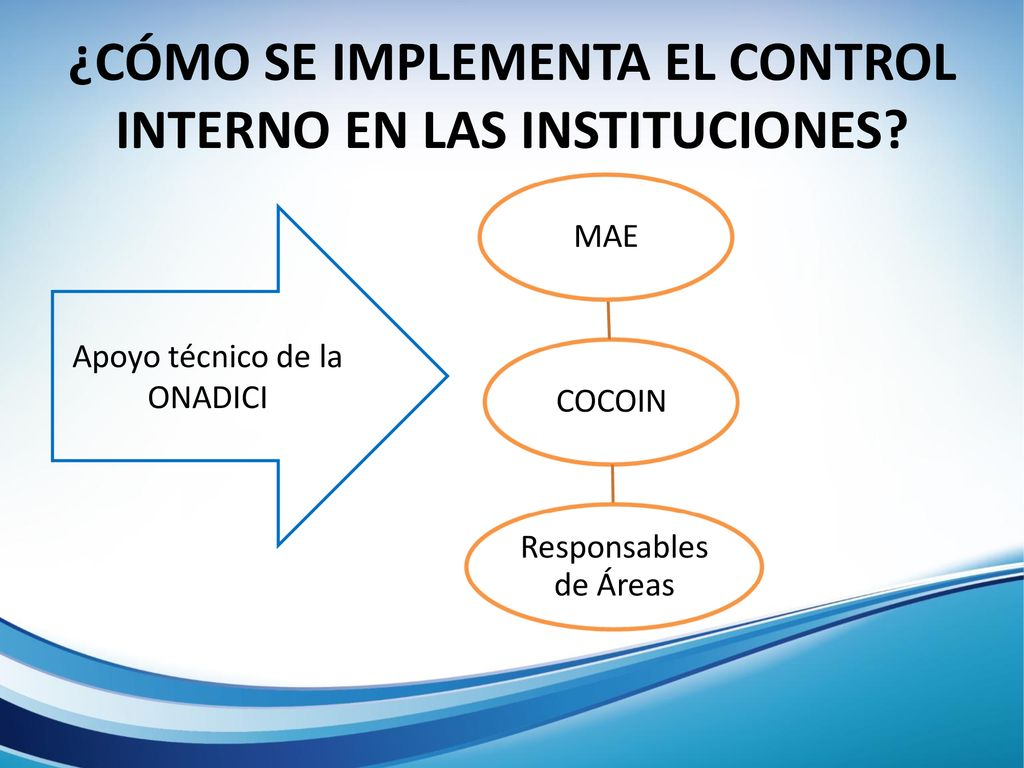 ¿CÓMO SE IMPLEMENTA EL CONTROL
INTERNO EN LAS INSTITUCIONES?
Apoyo técnico de la
ONADICI
MAE
COCOIN
Responsables
de Áreas